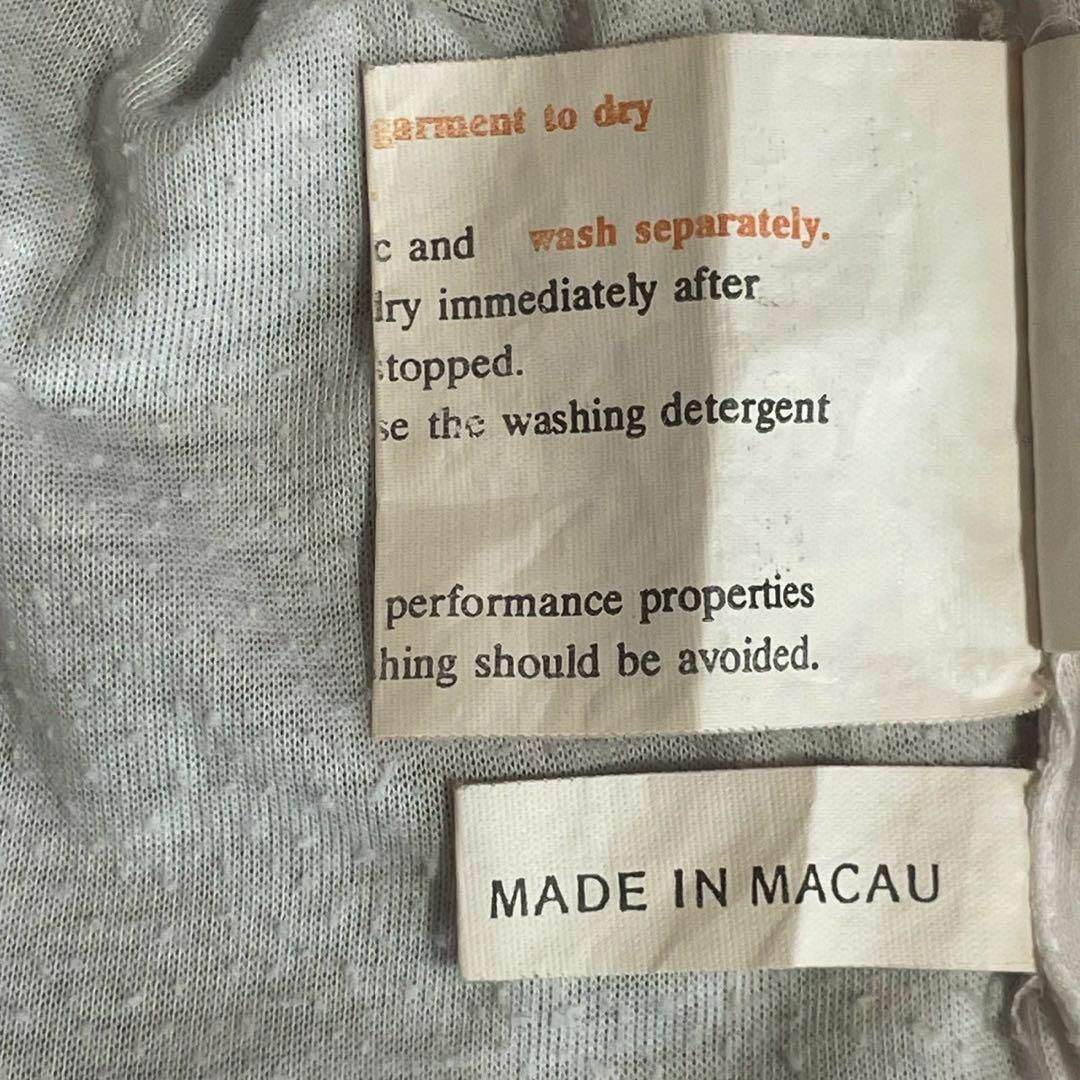 garment to dry
c and wash separately.
dry immediately after
stopped.
se the washing detergent
performance properties
hing should be avoided.
MADE IN MACAU